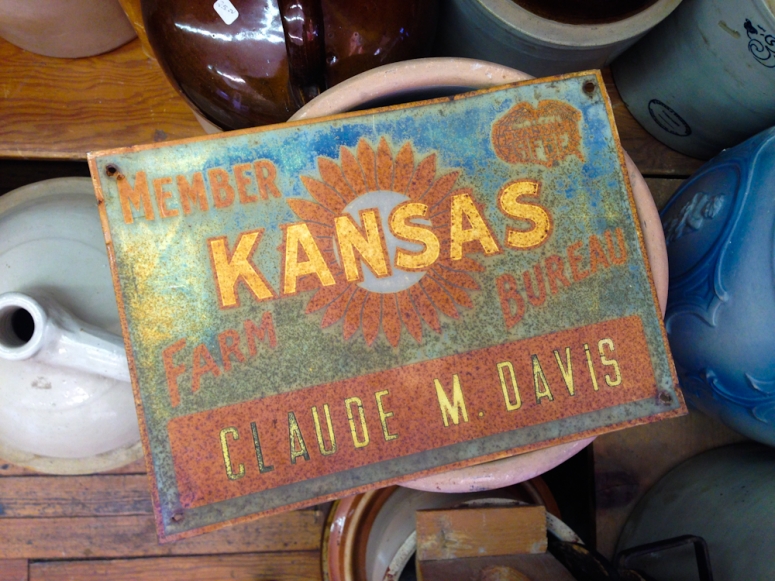 MEMBER
KANSAS
FARM BUREAU
CLAUDE M. DAVIS